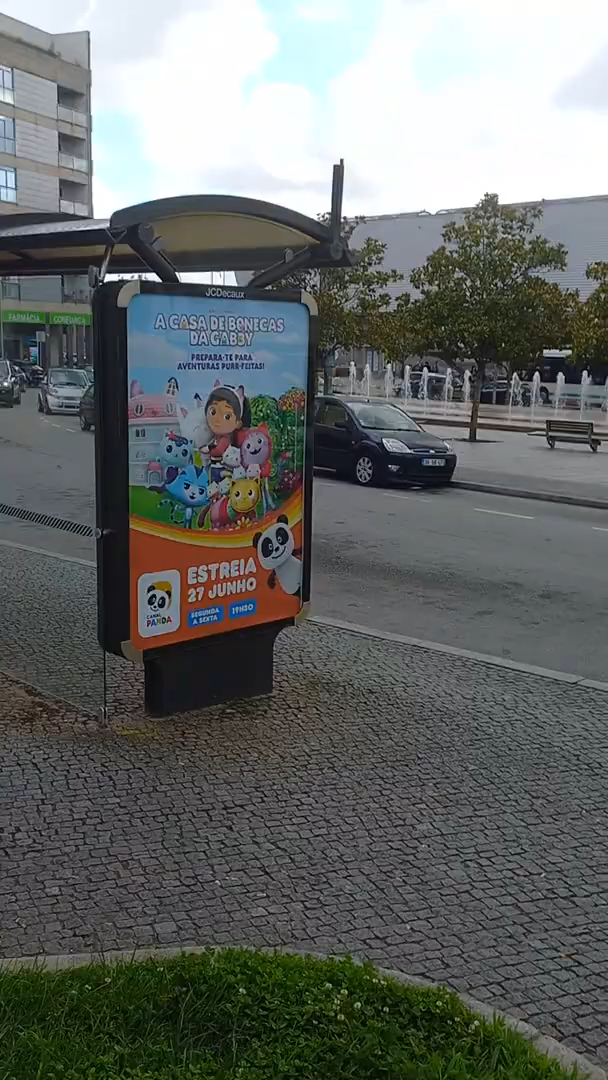 JCDecaux
A CASA DE BONECAS
DA GABBY
PREPARA-TE PARA
AVENTURAS PURR-FEITAS!
FARMÁCIA CONFIANÇA
ESTREIA
27 JUNHO
SEGUNDA
A SEXTA
19H30
CANAL
PANDA